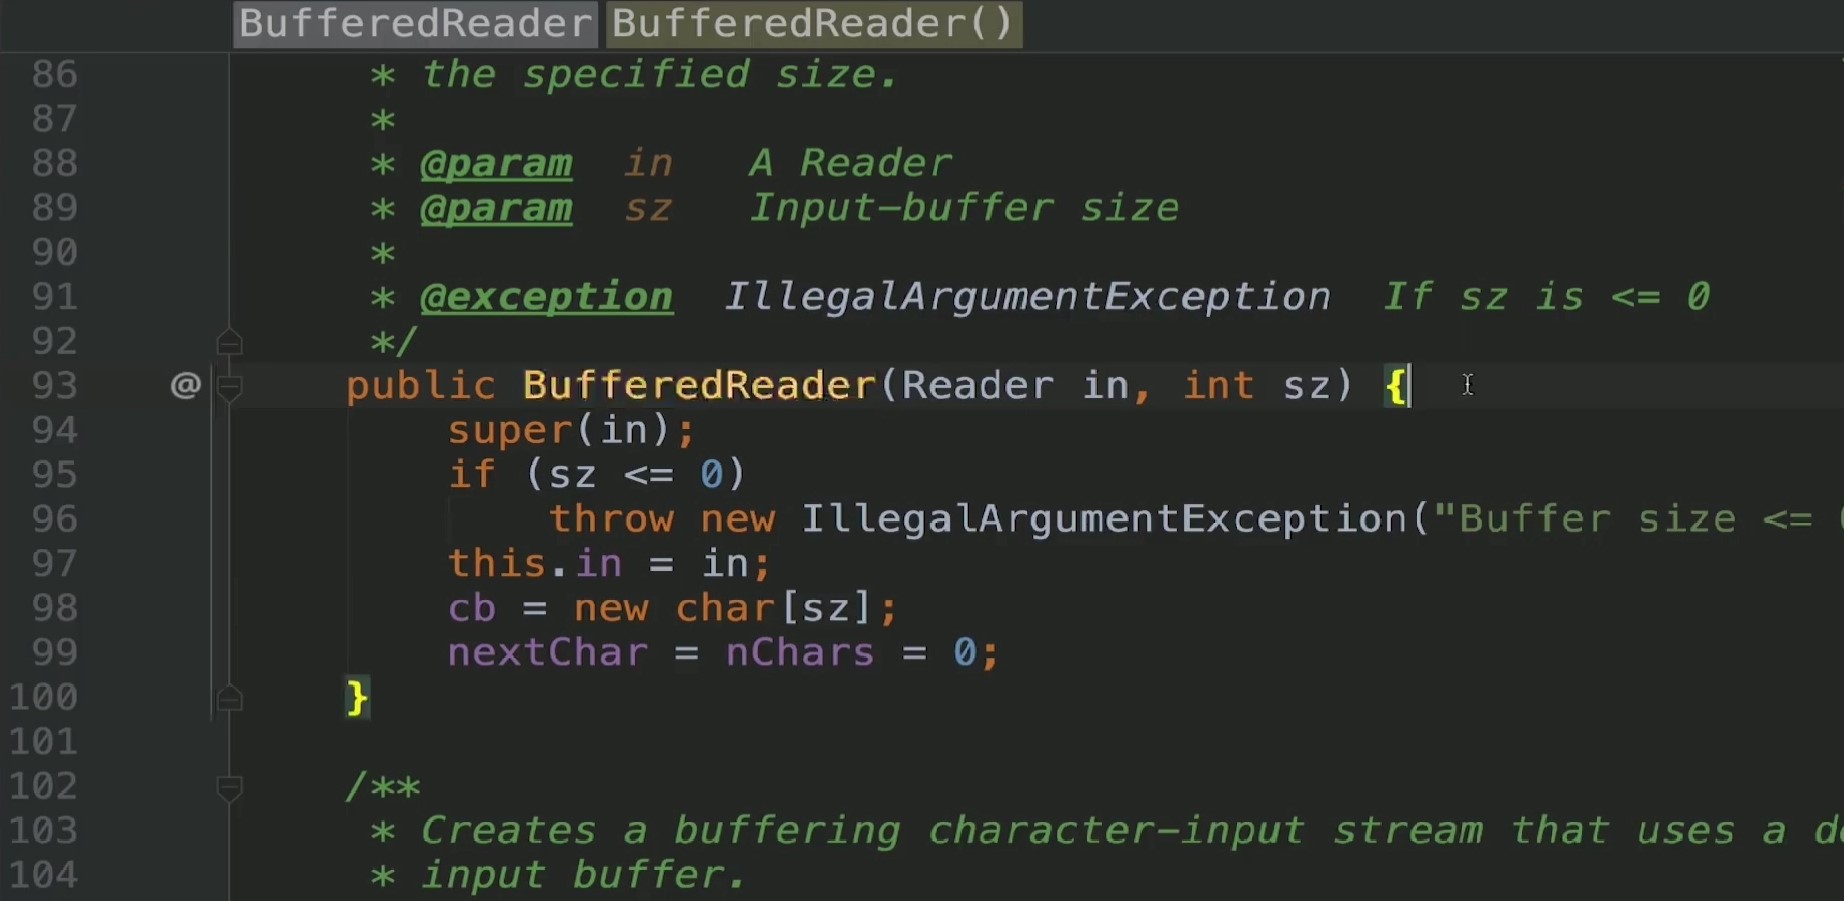 BufferedReader BufferedReader()
86 * the specified size.
87 *
88 * @param in A Reader
89 * @param sz Input-buffer size
90 *
91 * @exception IllegalArgumentException If sz is <= 0
92 */
93 @ public BufferedReader(Reader in, int sz) {
94 super(in);
95 if (sz <= 0)
96 throw new IllegalArgumentException("Buffer size <=
97 this.in = in;
98 cb = new char[sz];
99 nextChar = nChars = 0;
100 }
101
102 /**
103 * Creates a buffering character-input stream that uses a
104 * input buffer.